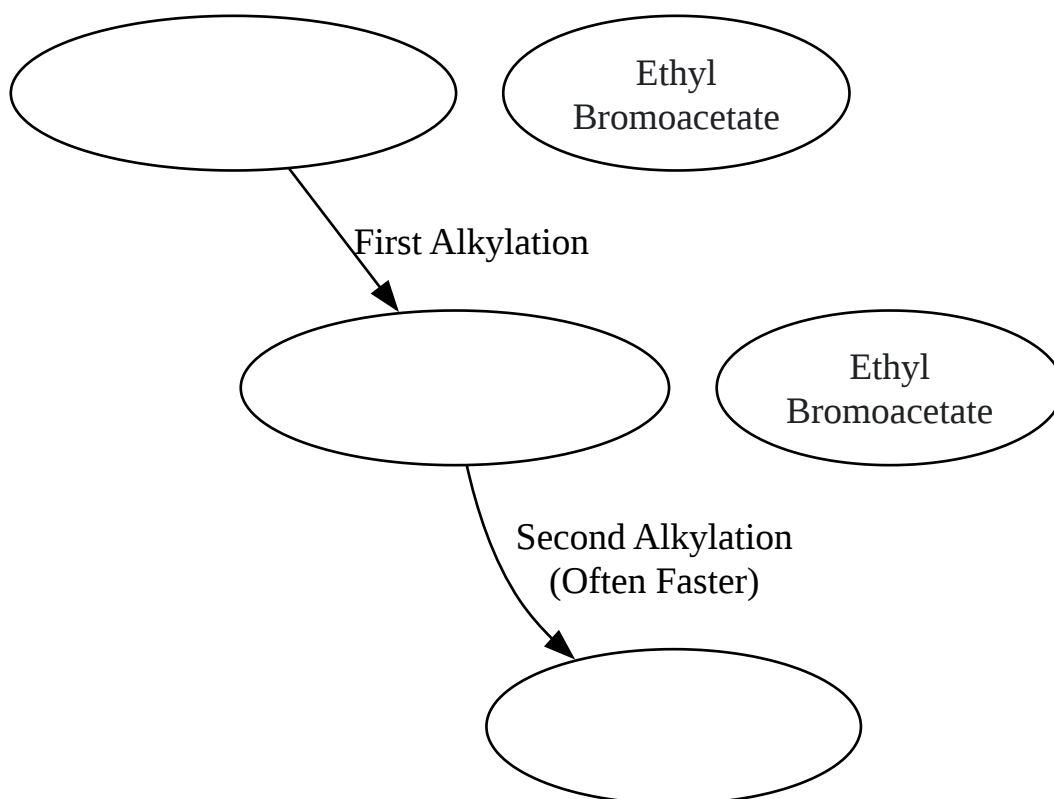 Ethyl
Bromoacetate
First Alkylation
Ethyl
Bromoacetate
Second Alkylation
(Often Faster)